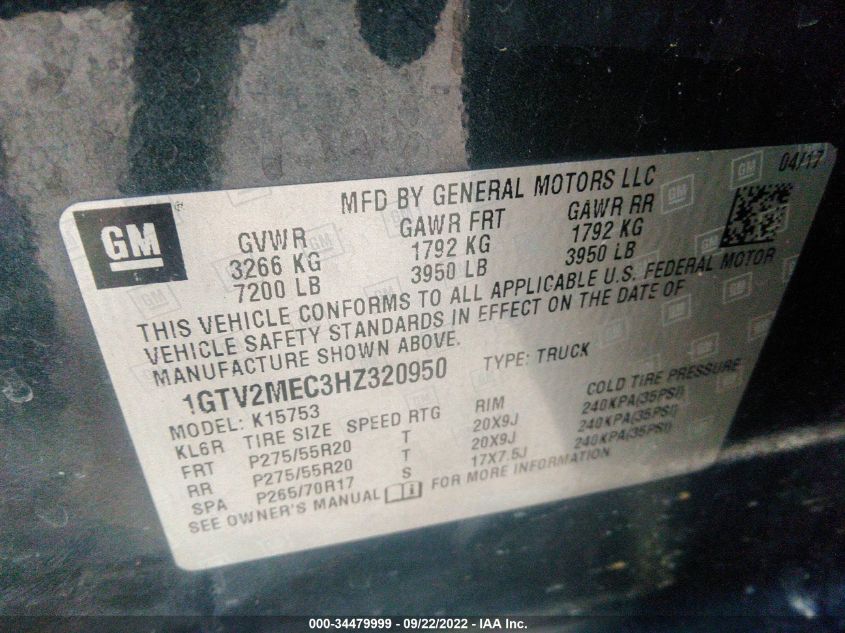 04/17
MFD BY GENERAL MOTORS LLC
GM
GVWR GAWR FRT GAWR RR
3266 KG 1792 KG 1792 KG
7200 LB 3950 LB 3950 LB
THIS VEHICLE CONFORMS TO ALL APPLICABLE U.S. FEDERAL MOTOR
VEHICLE SAFETY STANDARDS IN EFFECT ON THE DATE OF
MANUFACTURE SHOWN ABOVE.
1GTV2MEC3HZ320950 TYPE: TRUCK
MODEL: K15753
KL6R TIRE SIZE SPEED RTG RIM COLD TIRE PRESSURE
FRT P275/55R20 T 20X9J 240KPA(35PSI)
RR P275/55R20 T 20X9J 240KPA(35PSI)
SPA P265/70R17 S 17X7.5J 240KPA(35PSI)
SEE OWNER'S MANUAL FOR MORE INFORMATION
000-34479999 - 09/22/2022 - IAA Inc.